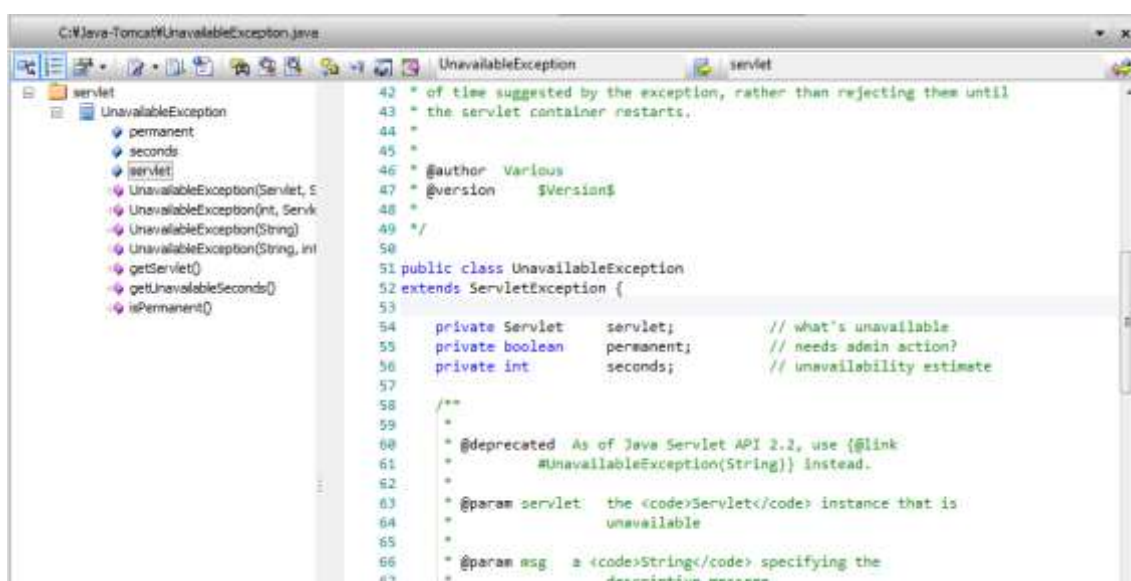 C:¥Java-Tomcat¥UnavailableException.java
UnavailableException
servlet
servlet
UnavailableException
permanent
seconds
servlet
UnavailableException(Servlet, S
UnavailableException(int, Servk
UnavailableException(String)
UnavailableException(String, int
getServlet()
getUnavailableSeconds()
isPermanent()
42 * of time suggested by the exception, rather than rejecting them until
43 * the servlet container restarts.
44 *
45 *
46 * @author Various
47 * @version $Version$
48 *
49 */
50
51 public class UnavailableException
52 extends ServletException {
53
54 private Servlet servlet; // what's unavailable
55 private boolean permanent; // needs admin action?
56 private int seconds; // unavailability estimate
57
58 /**
59 *
60 * @deprecated As of Java Servlet API 2.2, use {@link
61 * #UnavailableException(String)} instead.
62 *
63 * @param servlet the <code>Servlet</code> instance that is
64 * unavailable
65 *
66 * @param msg a <code>String</code> specifying the
67 * descriptive message